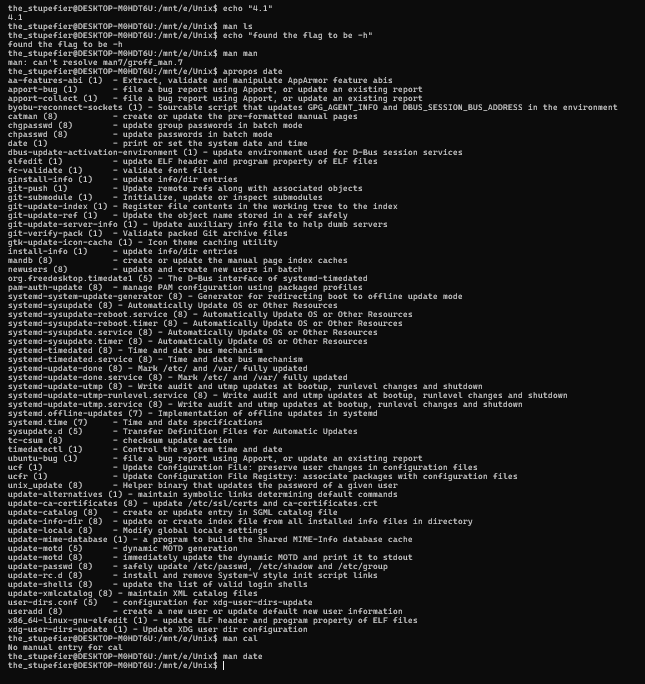 the_stupefier@DESKTOP-M0HDT6U:/mnt/e/Unix$ echo "4.1"
4.1
the_stupefier@DESKTOP-M0HDT6U:/mnt/e/Unix$ man ls
the_stupefier@DESKTOP-M0HDT6U:/mnt/e/Unix$ echo "found the flag to be -h"
found the flag to be -h
the_stupefier@DESKTOP-M0HDT6U:/mnt/e/Unix$ man man
man: can't resolve man7/groff_man.7
the_stupefier@DESKTOP-M0HDT6U:/mnt/e/Unix$ apropos date
aa-features-abi (1)  - Extract, validate and manipulate AppArmor feature abis
apport-bug (1)       - file a bug report using Apport, or update an existing report
apport-collect (1)   - file a bug report using Apport, or update an existing report
byobu-reconnect-sockets (1) - Sourcable script that updates GPG_AGENT_INFO and DBUS_SESSION_BUS_ADDRESS in the environment
catman (8)           - create or update the pre-formatted manual pages
chgpasswd (8)        - update group passwords in batch mode
chpasswd (8)         - update passwords in batch mode
date (1)             - print or set the system date and time
dbus-update-activation-environment (1) - update environment used for D-Bus session services
elfedit (1)          - update ELF header and program property of ELF files
fc-validate (1)      - validate font files
ginstall-info (1)    - update info/dir entries
git-push (1)         - Update remote refs along with associated objects
git-submodule (1)    - Initialize, update or inspect submodules
git-update-index (1) - Register file contents in the working tree to the index
git-update-ref (1)   - Update the object name stored in a ref safely
git-update-server-info (1) - Update auxiliary info file to help dumb servers
git-verify-pack (1)  - Validate packed Git archive files
gtk-update-icon-cache (1) - Icon theme caching utility
install-info (1)     - update info/dir entries
mandb (8)            - create or update the manual page index caches
newusers (8)         - update and create new users in batch
org.freedesktop.timedate1 (5) - The D-Bus interface of systemd-timedated
pam-auth-update (8)  - manage PAM configuration using packaged profiles
systemd-system-update-generator (8) - Generator for redirecting boot to offline update mode
systemd-sysupdate (8) - Automatically Update OS or Other Resources
systemd-sysupdate-reboot.service (8) - Automatically Update OS or Other Resources
systemd-sysupdate-reboot.timer (8) - Automatically Update OS or Other Resources
systemd-sysupdate.service (8) - Automatically Update OS or Other Resources
systemd-sysupdate.timer (8) - Automatically Update OS or Other Resources
systemd-timedated (8) - Time and date bus mechanism
systemd-timedated.service (8) - Time and date bus mechanism
systemd-update-done (8) - Mark /etc/ and /var/ fully updated
systemd-update-done.service (8) - Mark /etc/ and /var/ fully updated
systemd-update-utmp (8) - Write audit and utmp updates at bootup, runlevel changes and shutdown
systemd-update-utmp-runlevel.service (8) - Write audit and utmp updates at bootup, runlevel changes and shutdown
systemd-update-utmp.service (8) - Write audit and utmp updates at bootup, runlevel changes and shutdown
systemd.offline-updates (7) - Implementation of offline updates in systemd
systemd.time (7)     - Time and date specifications
sysupdate.d (5)      - Transfer Definition Files for Automatic Updates
tc-csum (8)          - checksum update action
timedatectl (1)      - Control the system time and date
ubuntu-bug (1)       - file a bug report using Apport, or update an existing report
ucf (1)              - Update Configuration File: preserve user changes in configuration files
ucfr (1)             - Update Configuration File Registry: associate packages with configuration files
unix_update (8)      - Helper binary that updates the password of a given user
update-alternatives (1) - maintain symbolic links determining default commands
update-ca-certificates (8) - update /etc/ssl/certs and ca-certificates.crt
update-catalog (8)   - create or update entry in SGML catalog file
update-info-dir (8)  - update or create index file from all installed info files in directory
update-locale (8)    - Modify global locale settings
update-mime-database (1) - a program to build the Shared MIME-Info database cache
update-motd (5)      - dynamic MOTD generation
update-motd (8)      - immediately update the dynamic MOTD and print it to stdout
update-passwd (8)    - safely update /etc/passwd, /etc/shadow and /etc/group
update-rc.d (8)      - install and remove System-V style init script links
update-shells (8)    - update the list of valid login shells
update-xmlcatalog (8) - maintain XML catalog files
user-dirs.conf (5)   - configuration for xdg-user-dirs-update
useradd (8)          - create a new user or update default new user information
x86_64-linux-gnu-elfedit (1) - update ELF header and program property of ELF files
xdg-user-dirs-update (1) - Update XDG user dir configuration
the_stupefier@DESKTOP-M0HDT6U:/mnt/e/Unix$ man cal
No manual entry for cal
the_stupefier@DESKTOP-M0HDT6U:/mnt/e/Unix$ man date
the_stupefier@DESKTOP-M0HDT6U:/mnt/e/Unix$